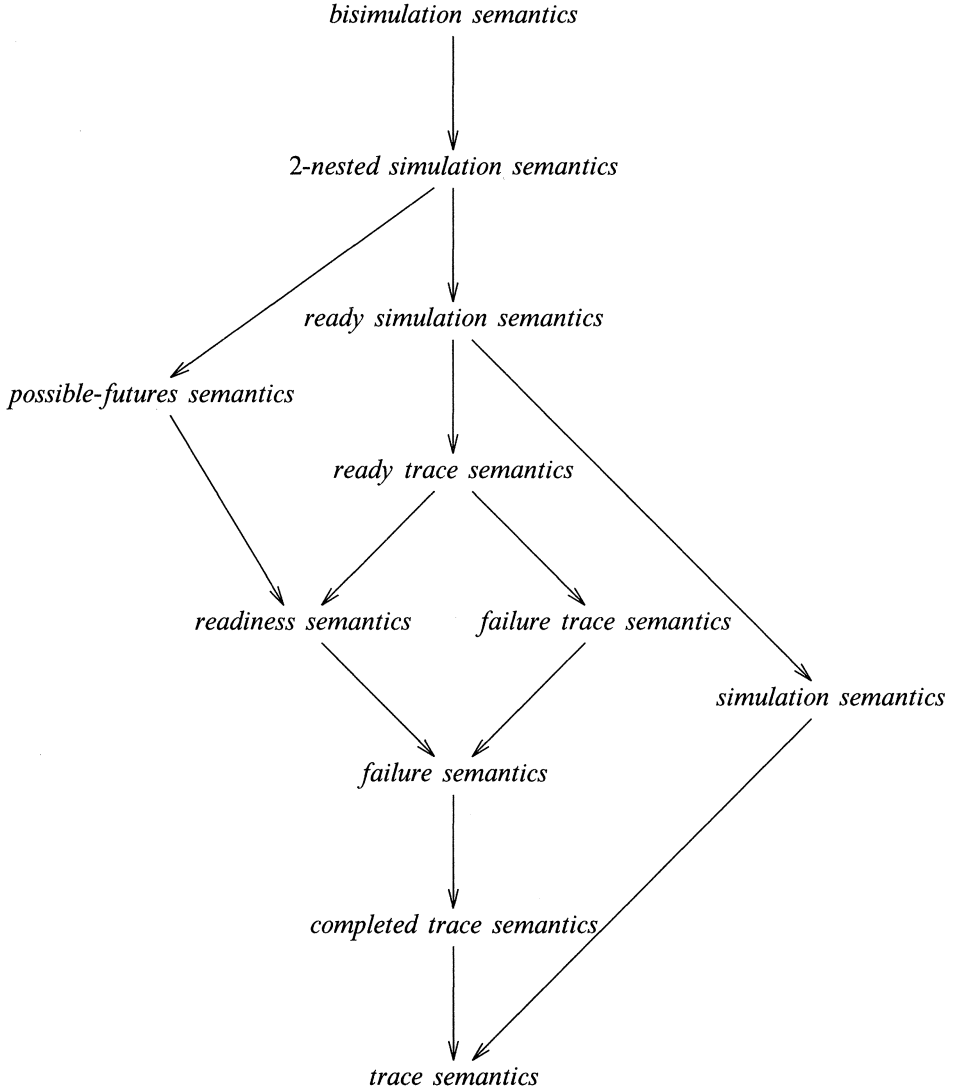 bisimulation semantics
2-nested simulation semantics
ready simulation semantics
possible-futures semantics
ready trace semantics
readiness semantics
failure trace semantics
simulation semantics
failure semantics
completed trace semantics
trace semantics